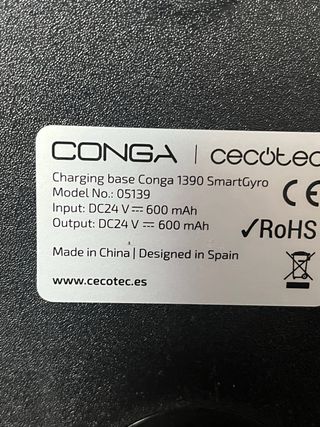 CONGA | cecotec
Charging base Conga 1390 SmartGyro
Model No.: 05139
Input: DC24 V ⎓ 600 mAh
Output: DC24 V ⎓ 600 mAh
CE
✓RoHS
Made in China | Designed in Spain
www.cecotec.es